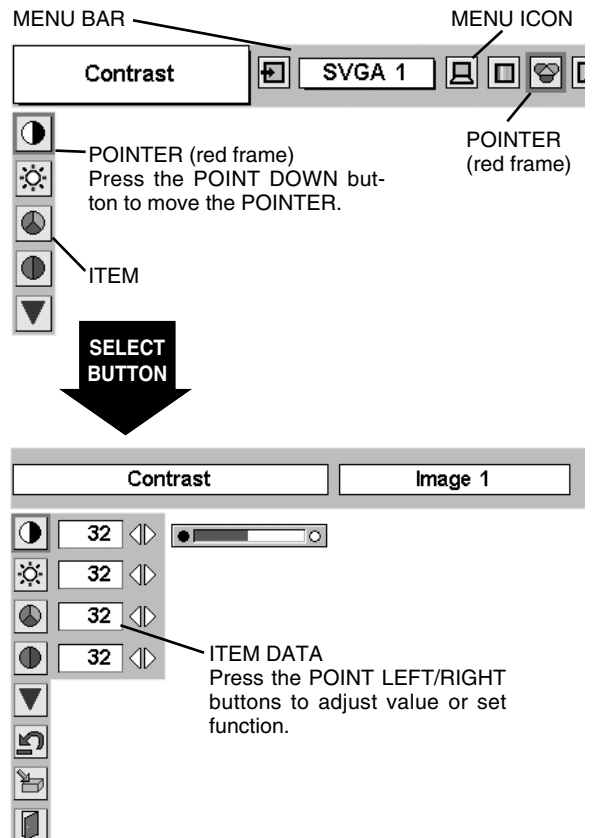 MENU BAR
MENU ICON
Contrast
SVGA 1
POINTER
(red frame)
POINTER (red frame)
Press the POINT DOWN but-
ton to move the POINTER.
ITEM
SELECT
BUTTON
Contrast
Image 1
32
32
32
32
ITEM DATA
Press the POINT LEFT/RIGHT
buttons to adjust value or set
function.